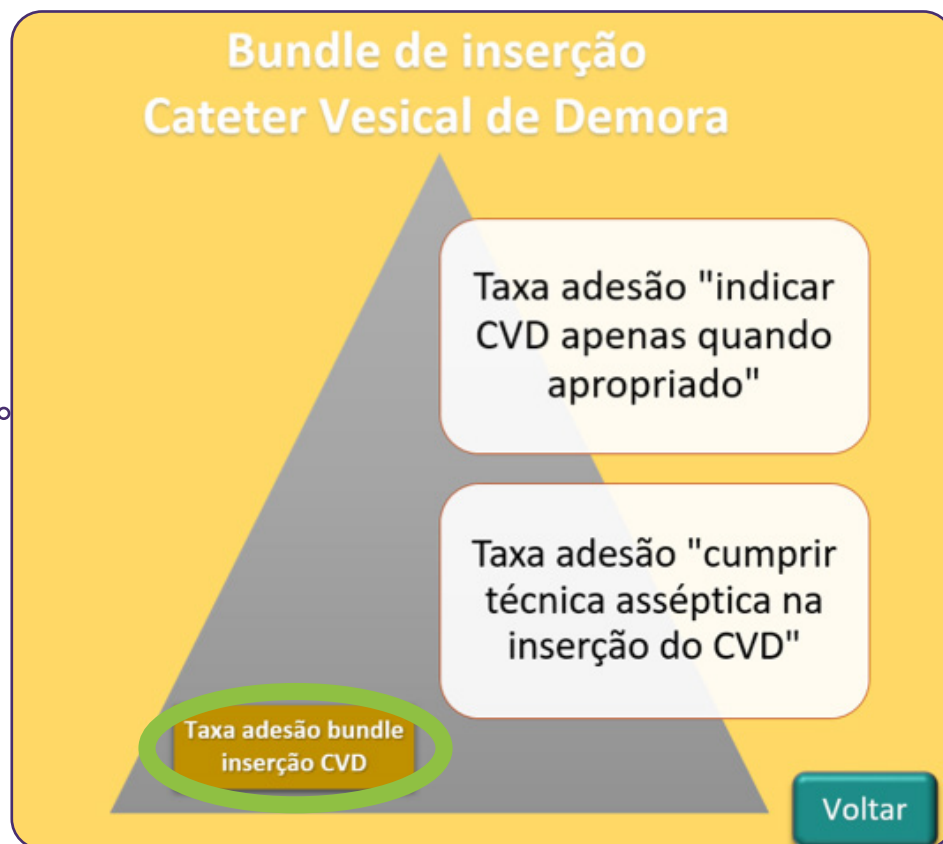 Bundle de inserção
Cateter Vesical de Demora
Taxa adesão "indicar
CVD apenas quando
apropriado"
Taxa adesão "cumprir
técnica asséptica na
inserção do CVD"
Taxa adesão bundle
inserção CVD
Voltar